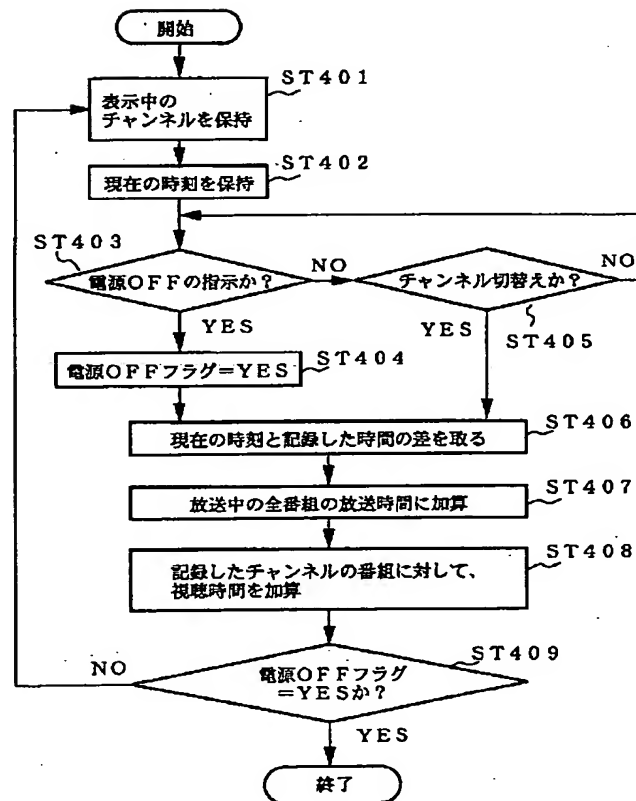 開始
ST401
表示中の
チャンネルを保持
ST402
現在の時刻を保持
ST403
電源OFFの指示か？
NO
チャンネル切替えか？
NO
YES
YES
ST405
ST404
電源OFFフラグ＝YES
ST406
現在の時刻と記録した時間の差を取る
ST407
放送中の全番組の放送時間に加算
ST408
記録したチャンネルの番組に対して、
視聴時間を加算
NO
ST409
電源OFFフラグ
＝YESか？
YES
終了